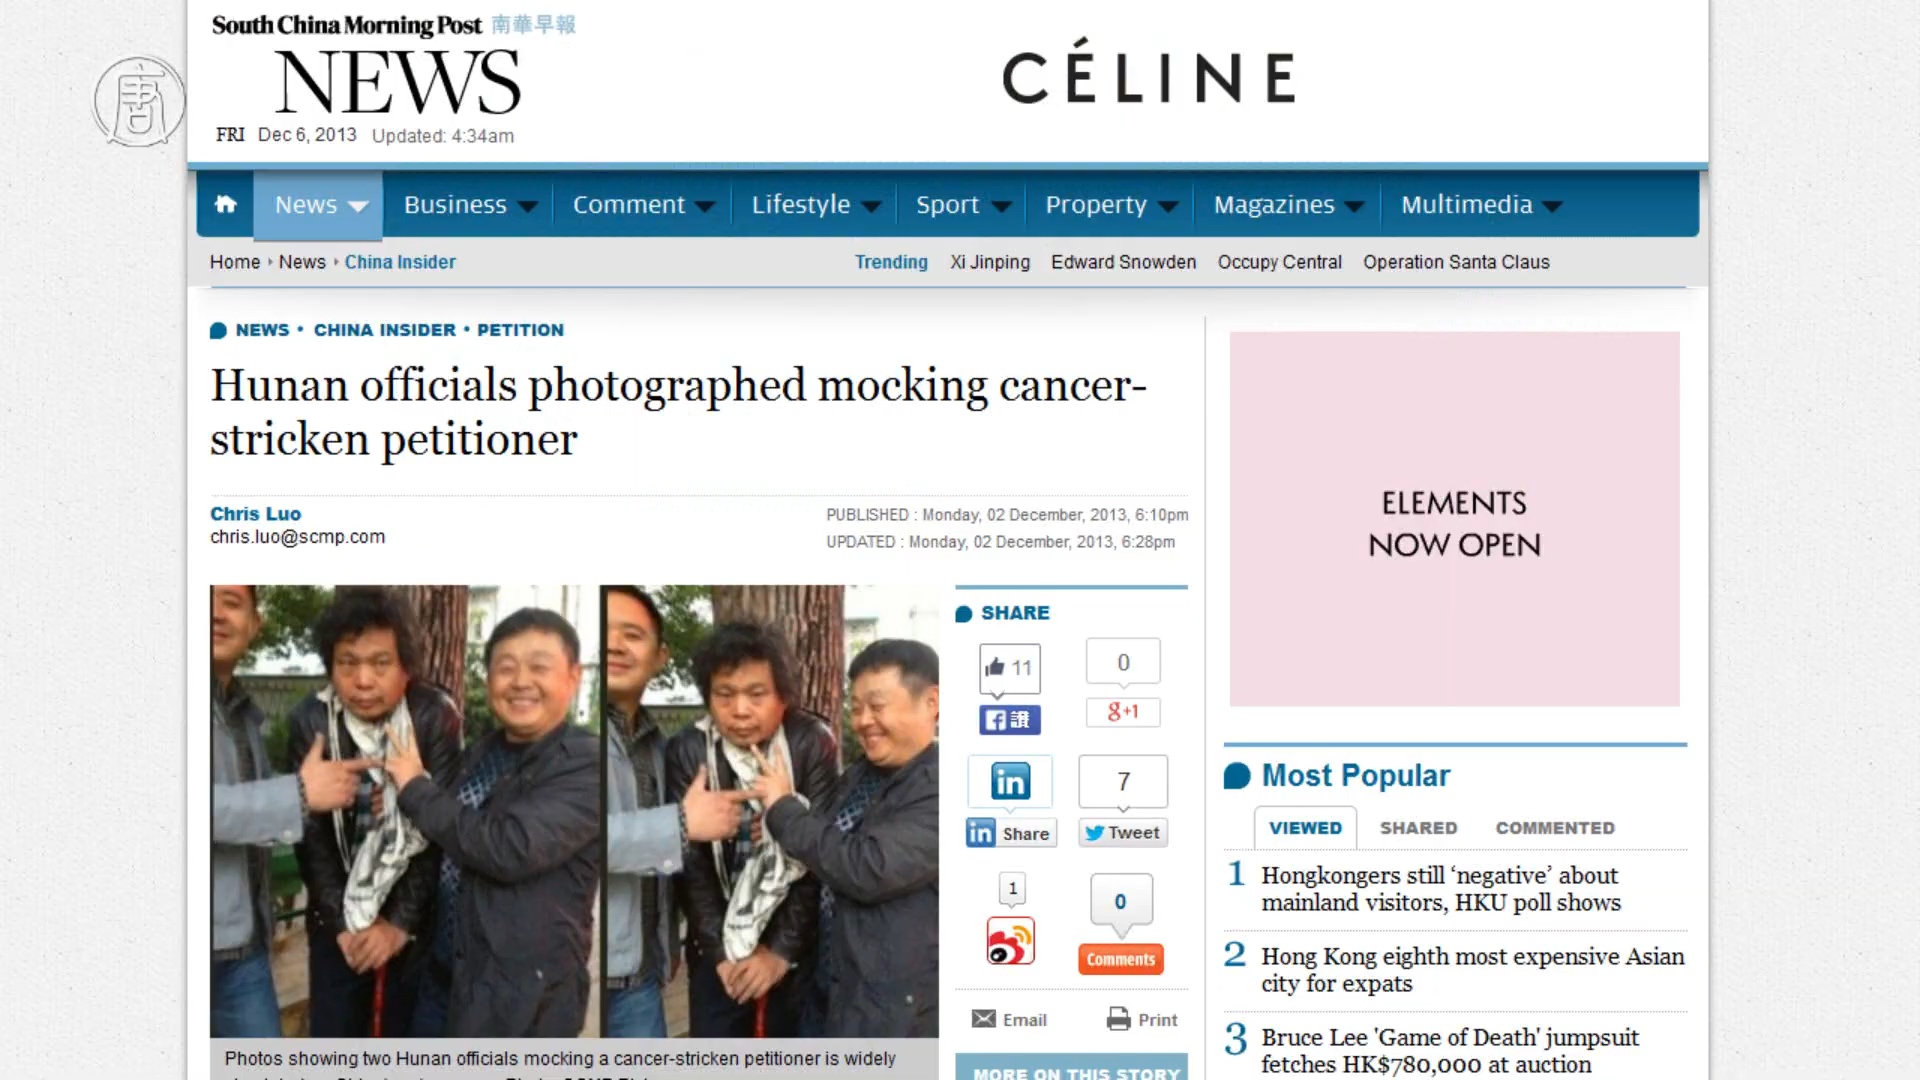 South China Morning Post 南華早報
NEWS
FRI Dec 6, 2013 Updated: 4:34am
CÉLINE
唐
News Business Comment Lifestyle Sport Property Magazines Multimedia
Home News China Insider
Trending Xi Jinping Edward Snowden Occupy Central Operation Santa Claus
NEWS • CHINA INSIDER • PETITION
Hunan officials photographed mocking cancer-
stricken petitioner
Chris Luo
chris.luo@scmp.com
PUBLISHED : Monday, 02 December, 2013, 6:10pm
UPDATED : Monday, 02 December, 2013, 6:28pm
SHARE
11
讚
0
g+1
in
in Share
7
Tweet
1
0
Comments
Email
Print
MORE ON THIS STORY
Photos showing two Hunan officials mocking a cancer-stricken petitioner is widely
ELEMENTS
NOW OPEN
Most Popular
VIEWED SHARED COMMENTED
1 Hongkongers still ‘negative’ about
mainland visitors, HKU poll shows
2 Hong Kong eighth most expensive Asian
city for expats
3 Bruce Lee 'Game of Death' jumpsuit
fetches HK$780,000 at auction